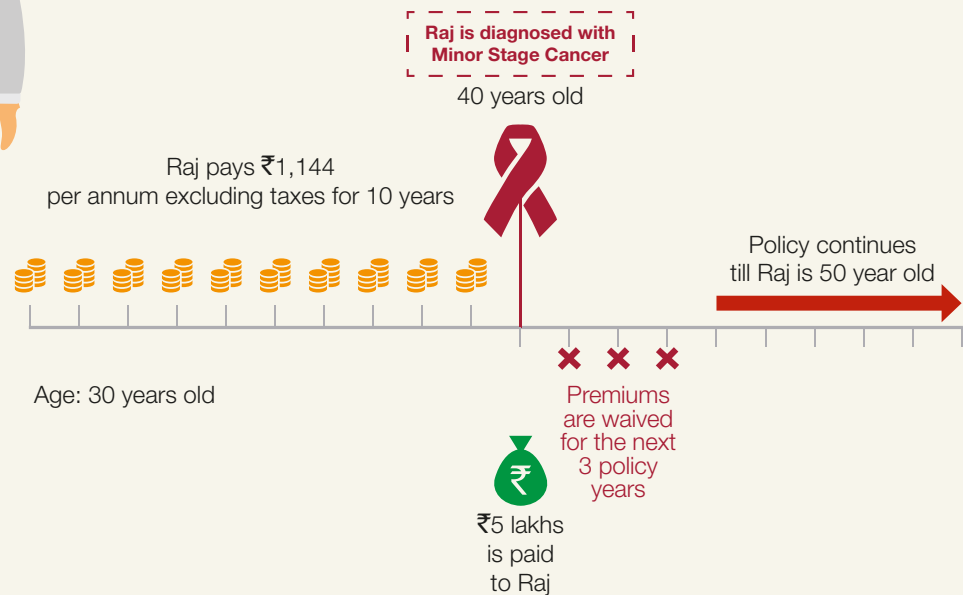 Raj is diagnosed with
Minor Stage Cancer
40 years old
Raj pays ₹1,144
per annum excluding taxes for 10 years
Policy continues
till Raj is 50 year old
Age: 30 years old
Premiums
are waived
for the next
3 policy
years
₹
₹5 lakhs
is paid
to Raj